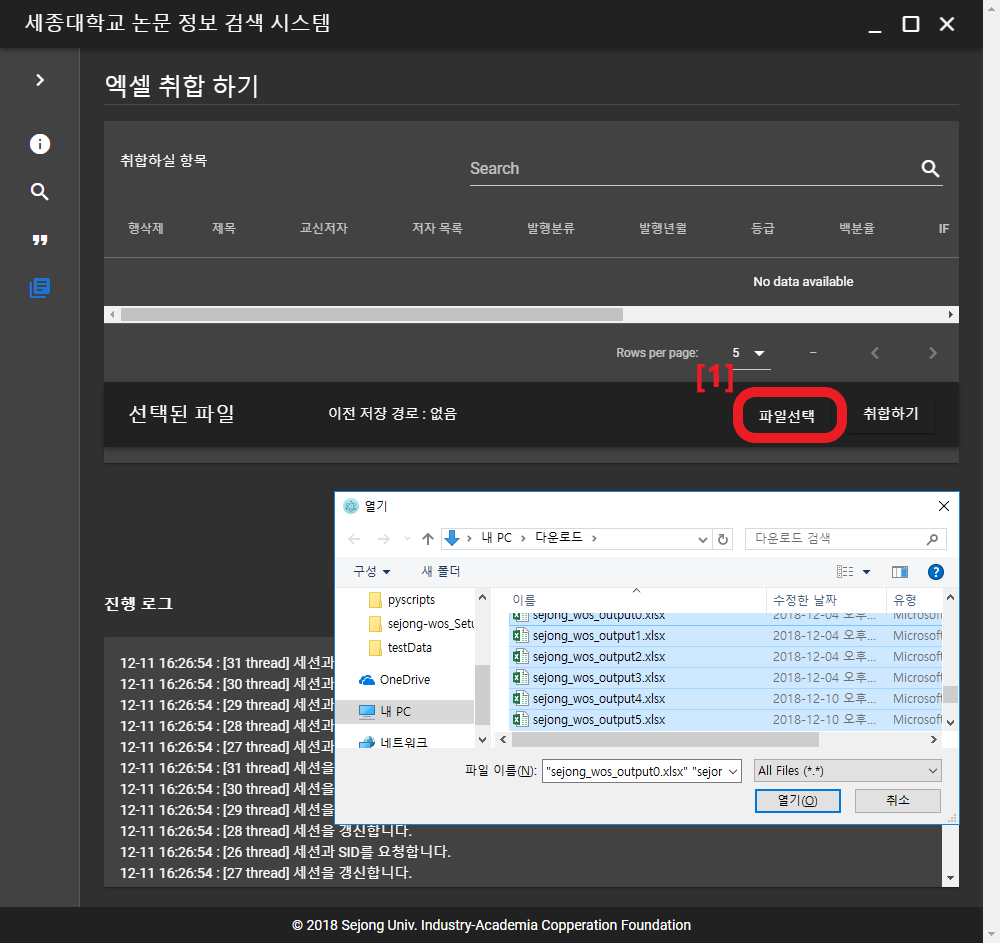 세종대학교 논문 정보 검색 시스템
엑셀 취합 하기
취합하실 항목
Search
행삭제 제목 교신저자 저자 목록 발행분류 발행년월 등급 백분율 IF
No data available
Rows per page: 5 –
[1]
선택된 파일 이전 저장 경로 : 없음 파일선택 취합하기
열기
내 PC 다운로드 다운로드 검색
구성 새 폴더
이름 수정한 날짜 유형
pyscripts
sejong-wos_Setu
testData
OneDrive
내 PC
네트워크
sejong_wos_output0.xlsx 2018-12-04 오후... Microsoft
sejong_wos_output1.xlsx 2018-12-04 오후... Microsoft
sejong_wos_output2.xlsx 2018-12-04 오후... Microsoft
sejong_wos_output3.xlsx 2018-12-04 오후... Microsoft
sejong_wos_output4.xlsx 2018-12-10 오후... Microsoft
sejong_wos_output5.xlsx 2018-12-10 오후... Microsoft
파일 이름(N): "sejong_wos_output0.xlsx" "sejor All Files (*.*)
열기(O) 취소
진행 로그
12-11 16:26:54 : [31 thread] 세션과
12-11 16:26:54 : [30 thread] 세션과
12-11 16:26:54 : [29 thread] 세션과
12-11 16:26:54 : [28 thread] 세션과
12-11 16:26:54 : [27 thread] 세션과
12-11 16:26:54 : [31 thread] 세션을
12-11 16:26:54 : [30 thread] 세션을
12-11 16:26:54 : [29 thread] 세션을
12-11 16:26:54 : [28 thread] 세션을 갱신합니다.
12-11 16:26:54 : [26 thread] 세션과 SID를 요청합니다.
12-11 16:26:54 : [27 thread] 세션을 갱신합니다.
© 2018 Sejong Univ. Industry-Academia Copperation Foundation